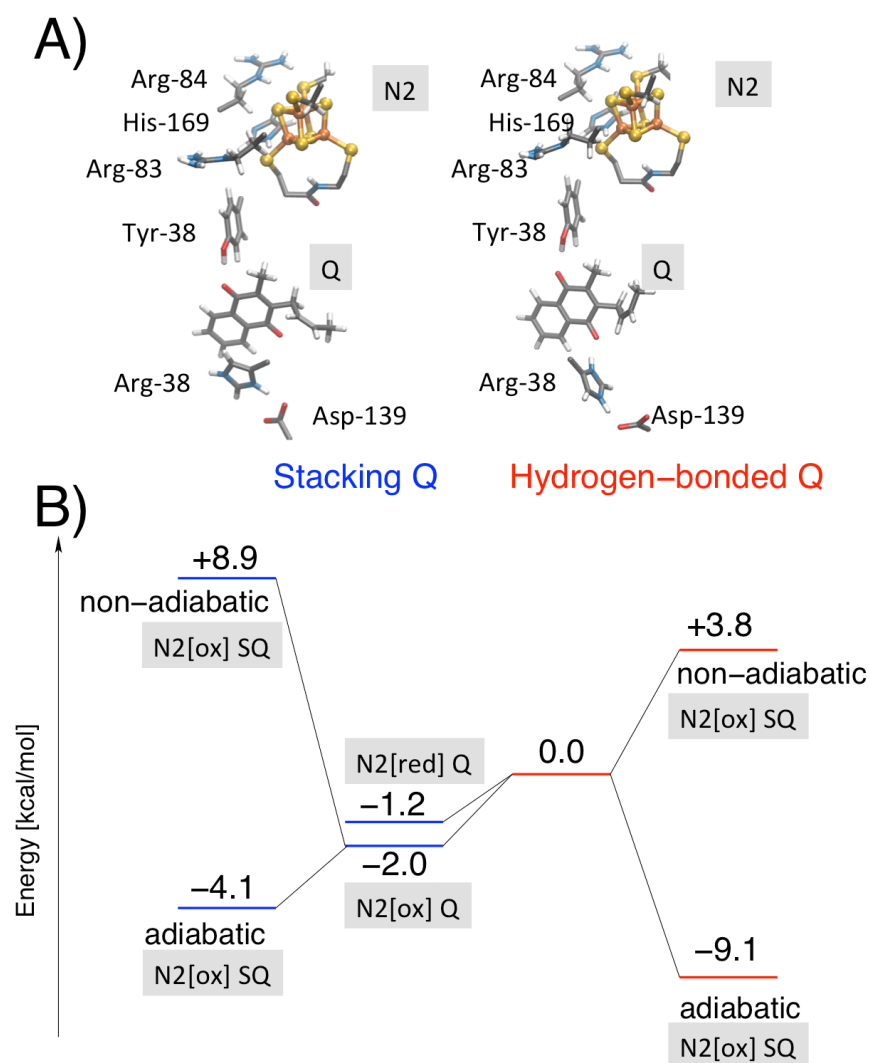 A)
Arg-84
N2
His-169
Arg-83
Tyr-38
Q
Arg-38
Asp-139
Stacking Q
Arg-84
N2
His-169
Arg-83
Tyr-38
Q
Arg-38
Asp-139
Hydrogen–bonded Q
B)
Energy [kcal/mol]
+8.9
non–adiabatic
N2[ox] SQ
−4.1
adiabatic
N2[ox] SQ
N2[red] Q
−1.2
−2.0
N2[ox] Q
0.0
+3.8
non–adiabatic
N2[ox] SQ
−9.1
adiabatic
N2[ox] SQ